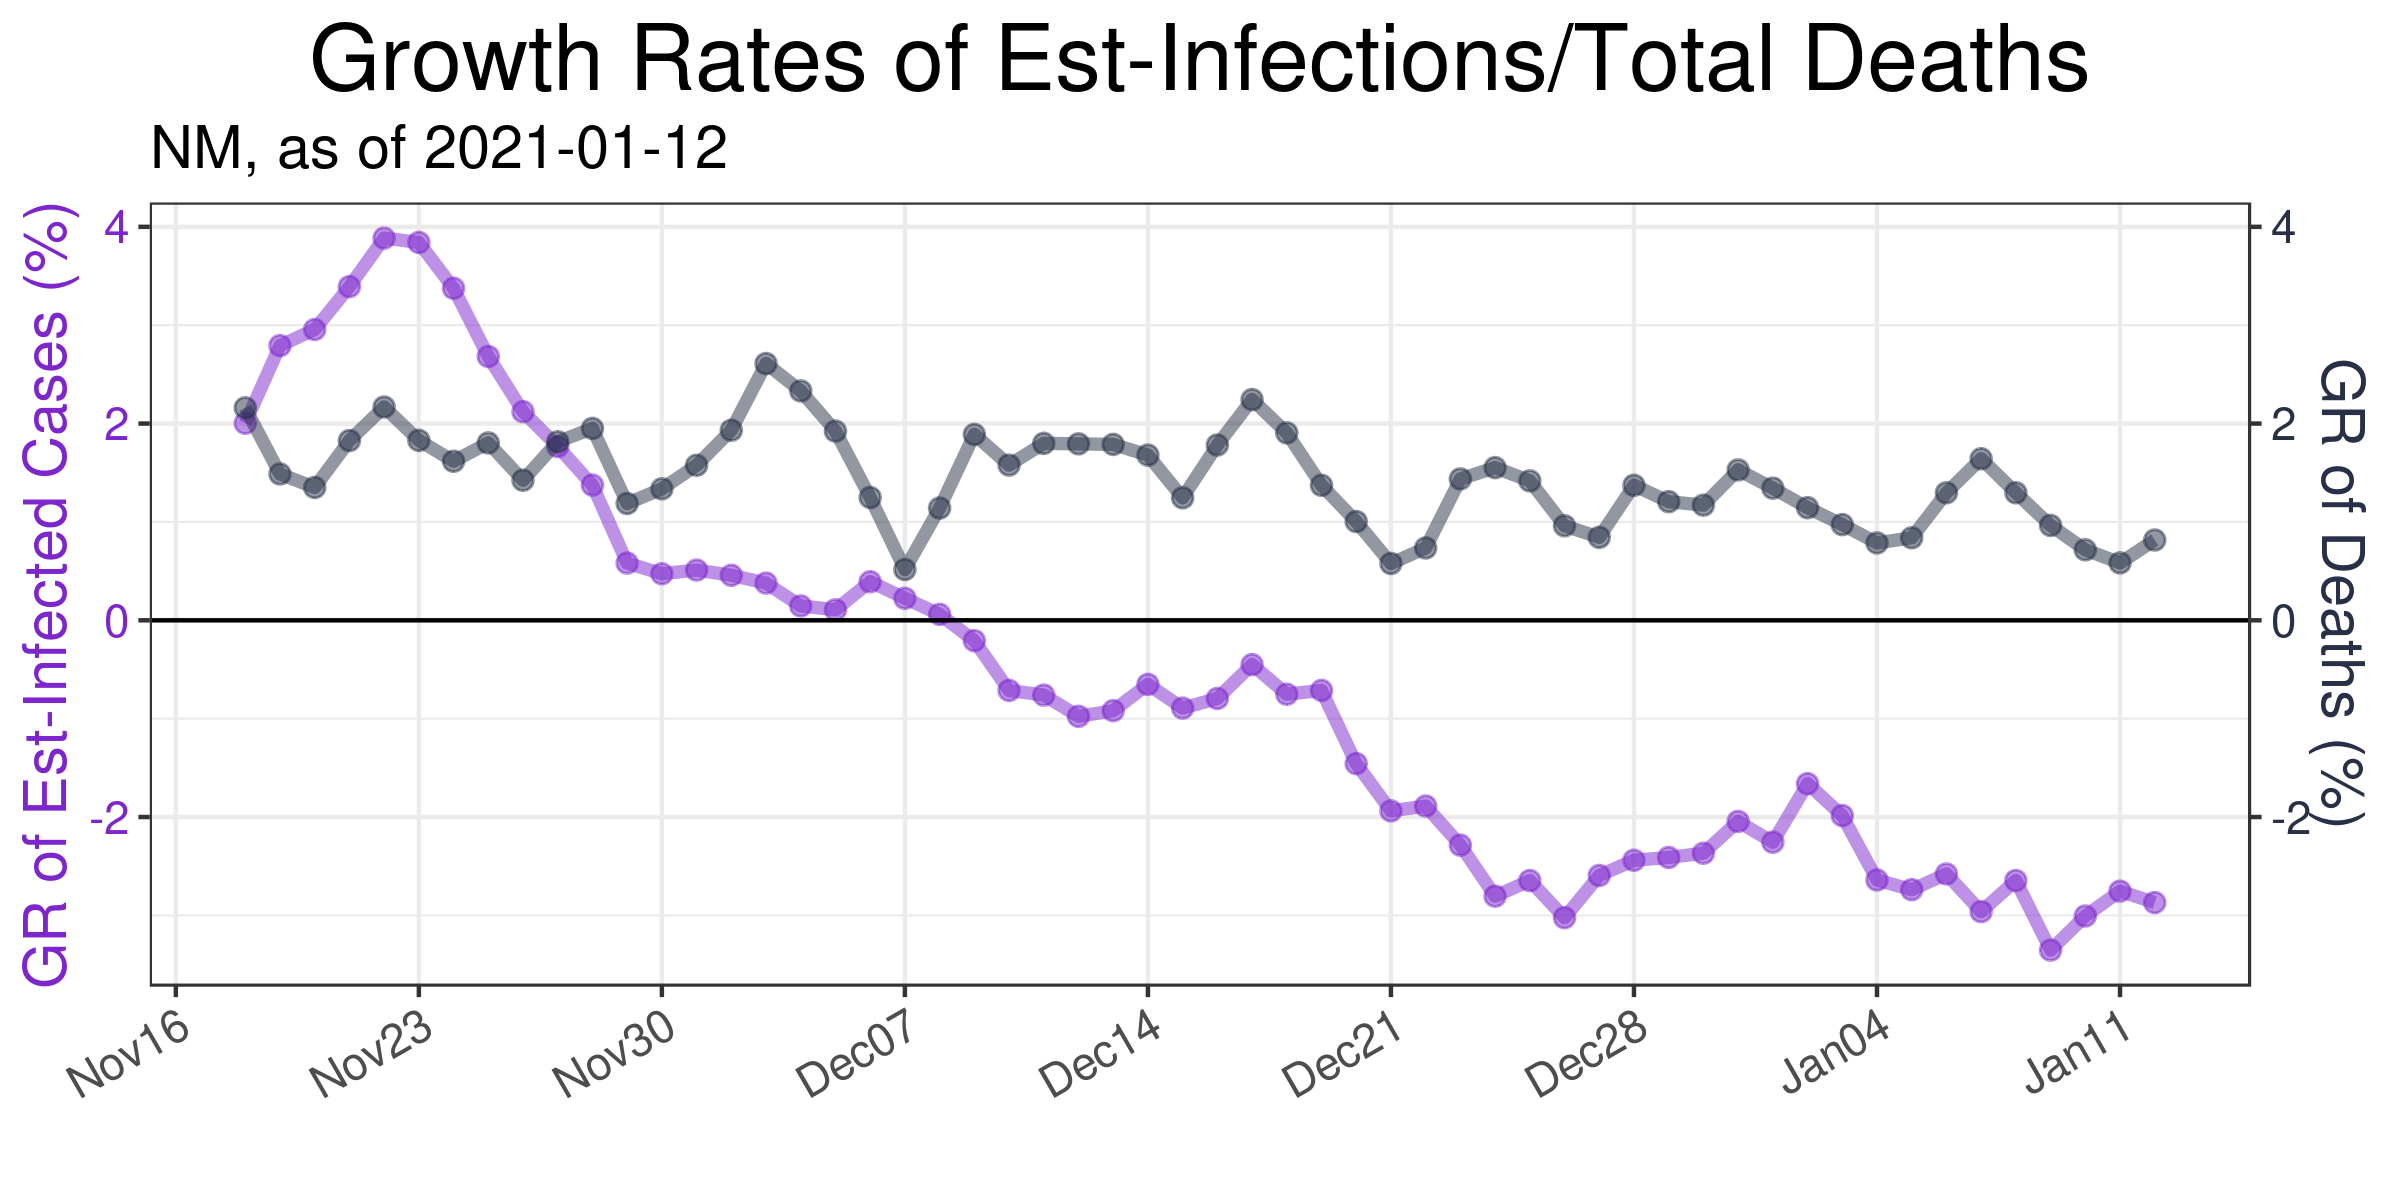 Growth Rates of Est-Infections/Total Deaths
NM, as of 2021-01-12
GR of Est-Infected Cases (%)
4
2
0
-2
4
2
0
-2
GR of Deaths (%)
Nov16
Nov23
Nov30
Dec07
Dec14
Dec21
Dec28
Jan04
Jan11